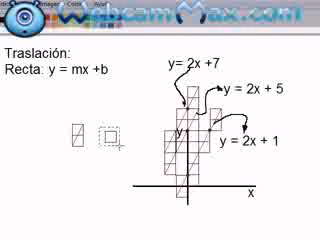 WebcamMax.com
Traslación:
Recta: y = mx +b
y= 2x +7
y = 2x + 5
y
y = 2x + 1
x